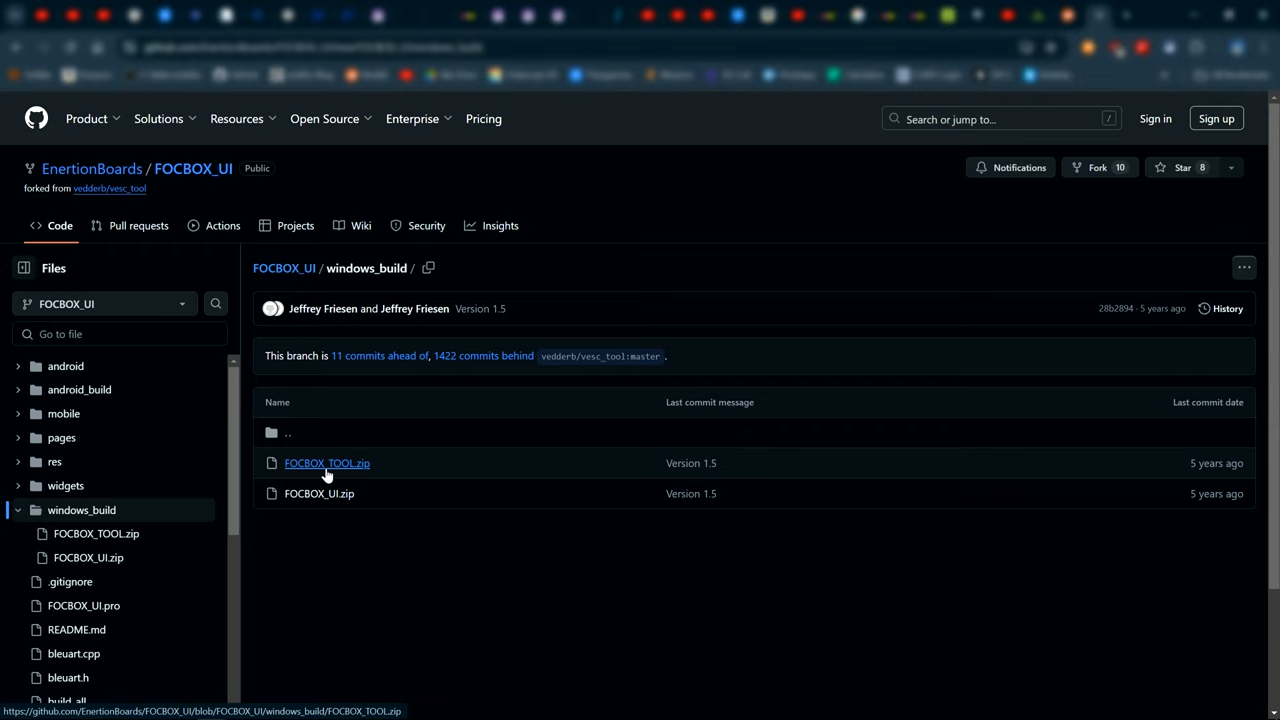 Product Solutions Resources Open Source Enterprise Pricing Search or jump to... / Sign in Sign up
EnertionBoards / FOCBOX_UI Public Notifications Fork 10 Star 8
forked from vedderb/vesc_tool
Code Pull requests Actions Projects Wiki Security Insights
Files FOCBOX_UI / windows_build / ...
FOCBOX_UI Jeffrey Friesen and Jeffrey Friesen Version 1.5 28b2894 · 5 years ago History
Go to file
This branch is 11 commits ahead of, 1422 commits behind vedderb/vesc_tool:master .
android
android_build Name Last commit message Last commit date
mobile ..
pages
res FOCBOX_TOOL.zip Version 1.5 5 years ago
widgets FOCBOX_UI.zip Version 1.5 5 years ago
windows_build
FOCBOX_TOOL.zip
FOCBOX_UI.zip
.gitignore
FOCBOX_UI.pro
README.md
bleuart.cpp
bleuart.h
build_all
https://github.com/EnertionBoards/FOCBOX_UI/blob/FOCBOX_UI/windows_build/FOCBOX_TOOL.zip